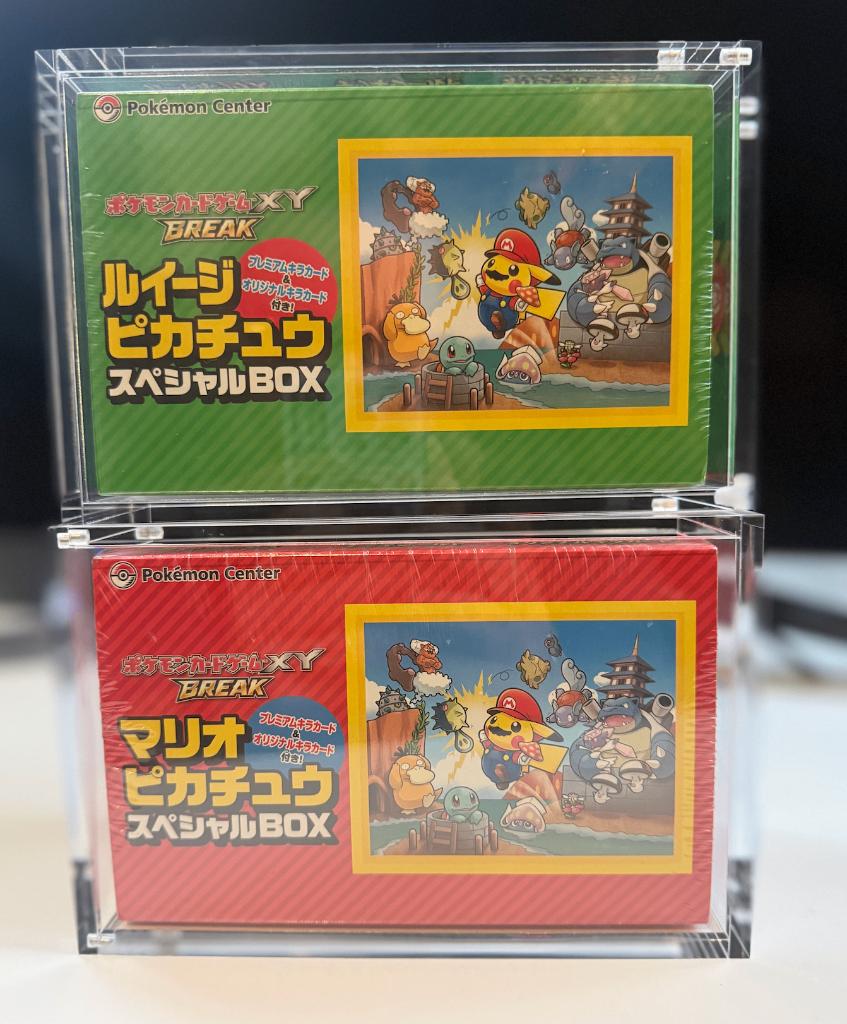 Pokémon Center
ポケモンカードゲームXY
BREAK
ルイージ
ピカチュウ
スペシャルBOX
プレミアムキラカード
&
オリジナルキラカード
付き!
M
Pokémon Center
ポケモンカードゲームXY
BREAK
マリオ
ピカチュウ
スペシャルBOX
プレミアムキラカード
&
オリジナルキラカード
付き!
M